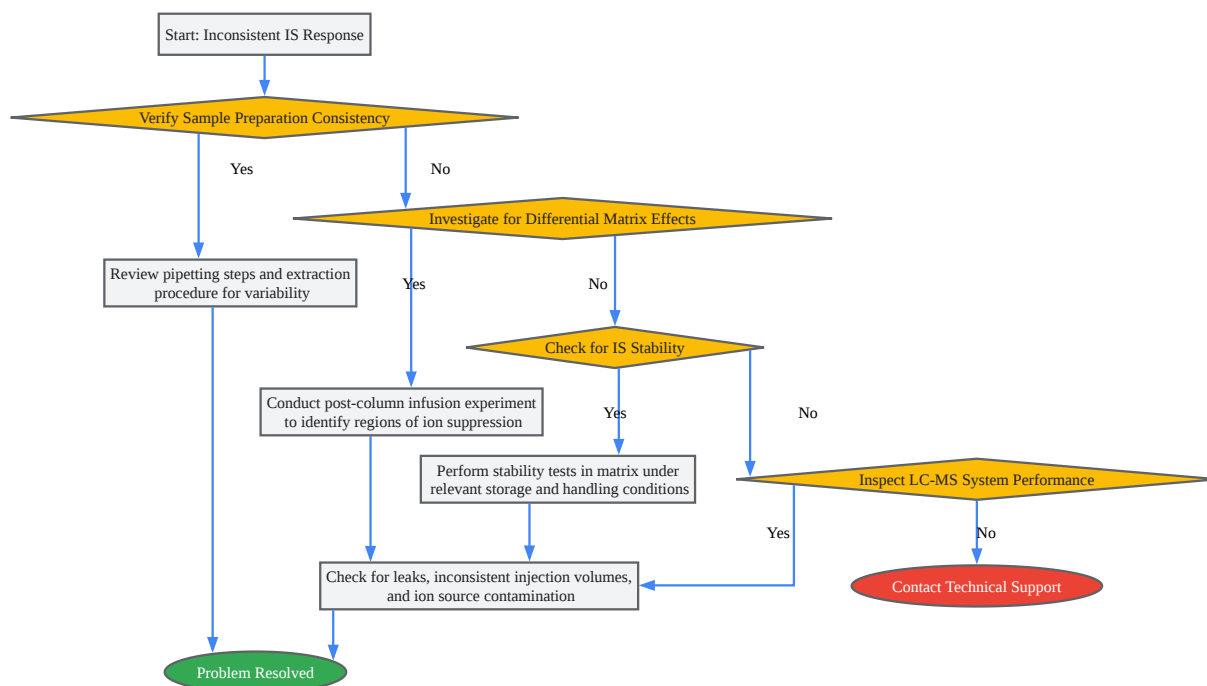 Start: Inconsistent IS Response
Verify Sample Preparation Consistency
Yes
No
Investigate for Differential Matrix Effects
Review pipetting steps and extraction
procedure for variability
Yes
No
Check for IS Stability
Conduct post-column infusion experiment
to identify regions of ion suppression
Yes
No
Perform stability tests in matrix under
relevant storage and handling conditions
Inspect LC-MS System Performance
Yes
No
Check for leaks, inconsistent injection volumes,
and ion source contamination
Contact Technical Support
Problem Resolved